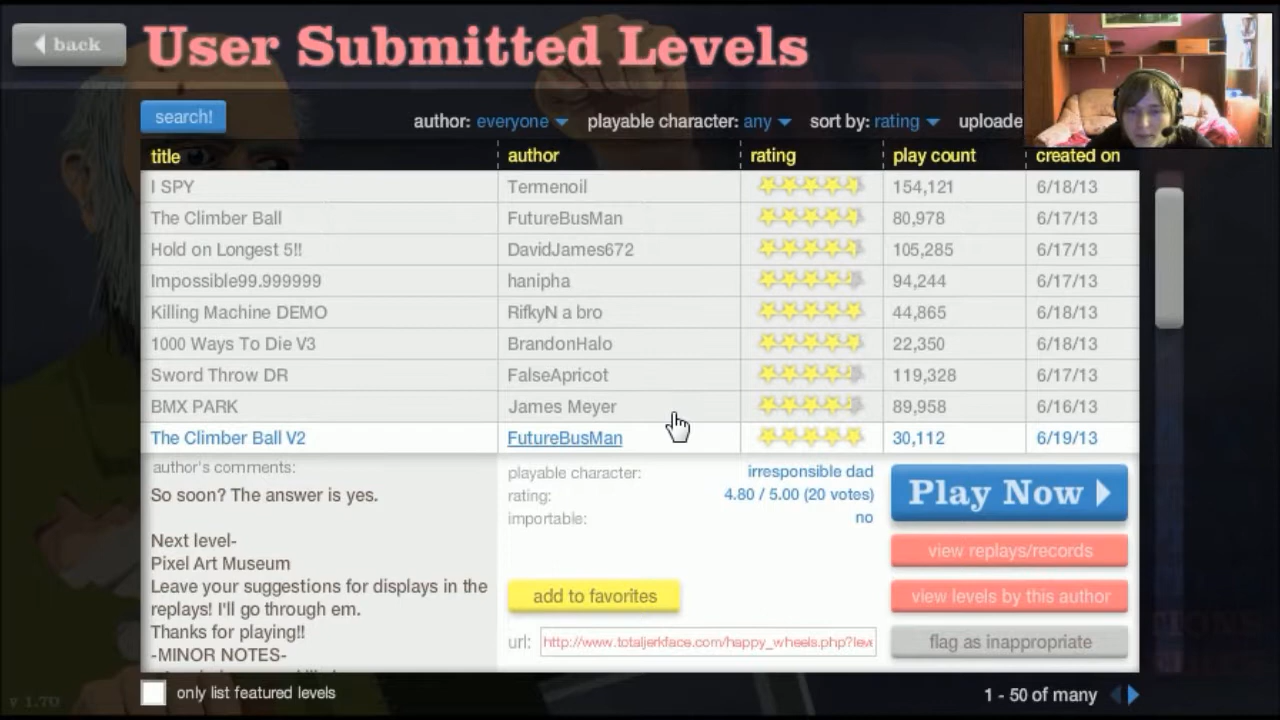 back
User Submitted Levels
search!
author: everyone playable character: any sort by: rating uploade
title author rating play count created on
I SPY Termenoil 154,121 6/18/13
The Climber Ball FutureBusMan 80,978 6/17/13
Hold on Longest 5!! DavidJames672 105,285 6/17/13
Impossible99.999999 hanipha 94,244 6/17/13
Killing Machine DEMO RifkyN a bro 44,865 6/18/13
1000 Ways To Die V3 BrandonHalo 22,350 6/18/13
Sword Throw DR FalseApricot 119,328 6/17/13
BMX PARK James Meyer 89,958 6/16/13
The Climber Ball V2 FutureBusMan 30,112 6/19/13
author's comments:
So soon? The answer is yes.
Next level-
Pixel Art Museum
Leave your suggestions for displays in the
replays! I'll go through em.
Thanks for playing!!
-MINOR NOTES-
playable character: irresponsible dad
rating: 4.80 / 5.00 (20 votes)
importable: no
add to favorites
url: http://www.totaljerkface.com/happy_wheels.php?leve
Play Now
view replays/records
view levels by this author
flag as inappropriate
only list featured levels
1 - 50 of many
v 1.70